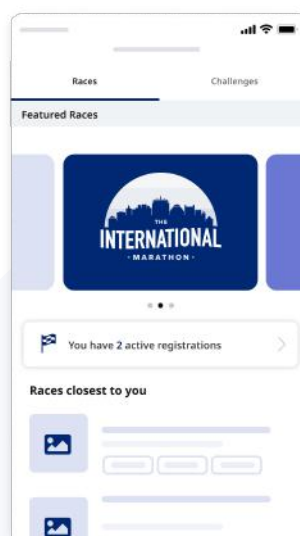 Races
Challenges
Featured Races
THE
INTERNATIONAL
· MARATHON ·
You have 2 active registrations
Races closest to you